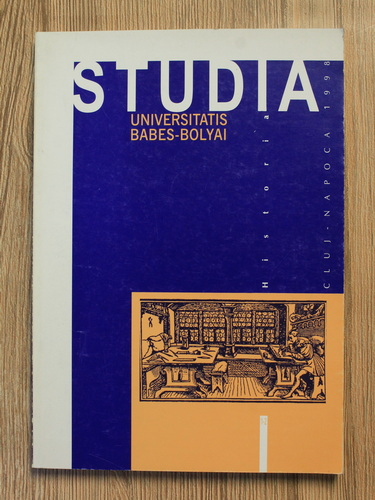 STUDIA
UNIVERSITATIS
BABES-BOLYAI
Historia
CLUJ-NAPOCA 1998